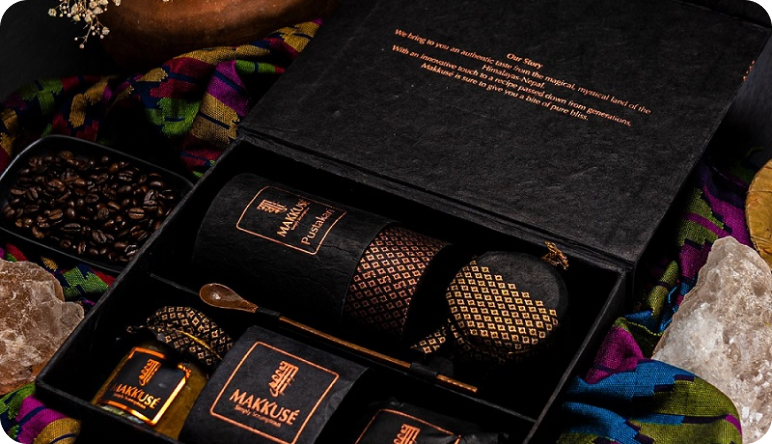 Our Story
We bring to you an authentic taste from the magical, mystical land of the
Himalayas-Nepal.
With an innovative touch to a recipe passed down from generations,
Makkusé is sure to give you a bite of pure bliss.
MAKKUSÉ
Pustakari
MAKKUSÉ
MAKKUSÉ
Simply Scrumptious